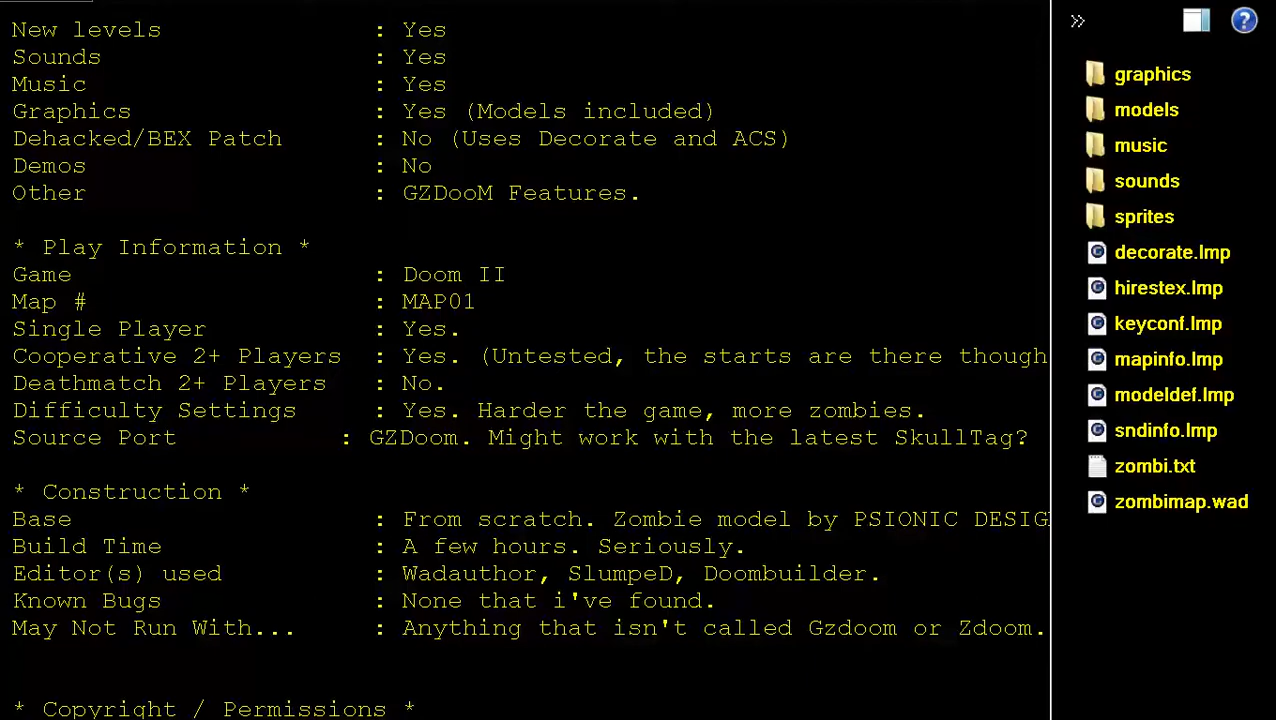 New levels : Yes
Sounds : Yes
Music : Yes
Graphics : Yes (Models included)
Dehacked/BEX Patch : No (Uses Decorate and ACS)
Demos : No
Other : GZDooM Features.
* Play Information *
Game : Doom II
Map # : MAP01
Single Player : Yes.
Cooperative 2+ Players : Yes. (Untested, the starts are there though
Deathmatch 2+ Players : No.
Difficulty Settings : Yes. Harder the game, more zombies.
Source Port : GZDoom. Might work with the latest SkullTag?
* Construction *
Base : From scratch. Zombie model by PSIONIC DESIG
Build Time : A few hours. Seriously.
Editor(s) used : Wadauthor, SlumpeD, Doombuilder.
Known Bugs : None that i've found.
May Not Run With... : Anything that isn't called Gzdoom or Zdoom.
* Copyright / Permissions *
»
?
graphics
models
music
sounds
sprites
decorate.lmp
hirestex.lmp
keyconf.lmp
mapinfo.lmp
modeldef.lmp
sndinfo.lmp
zombi.txt
zombimap.wad